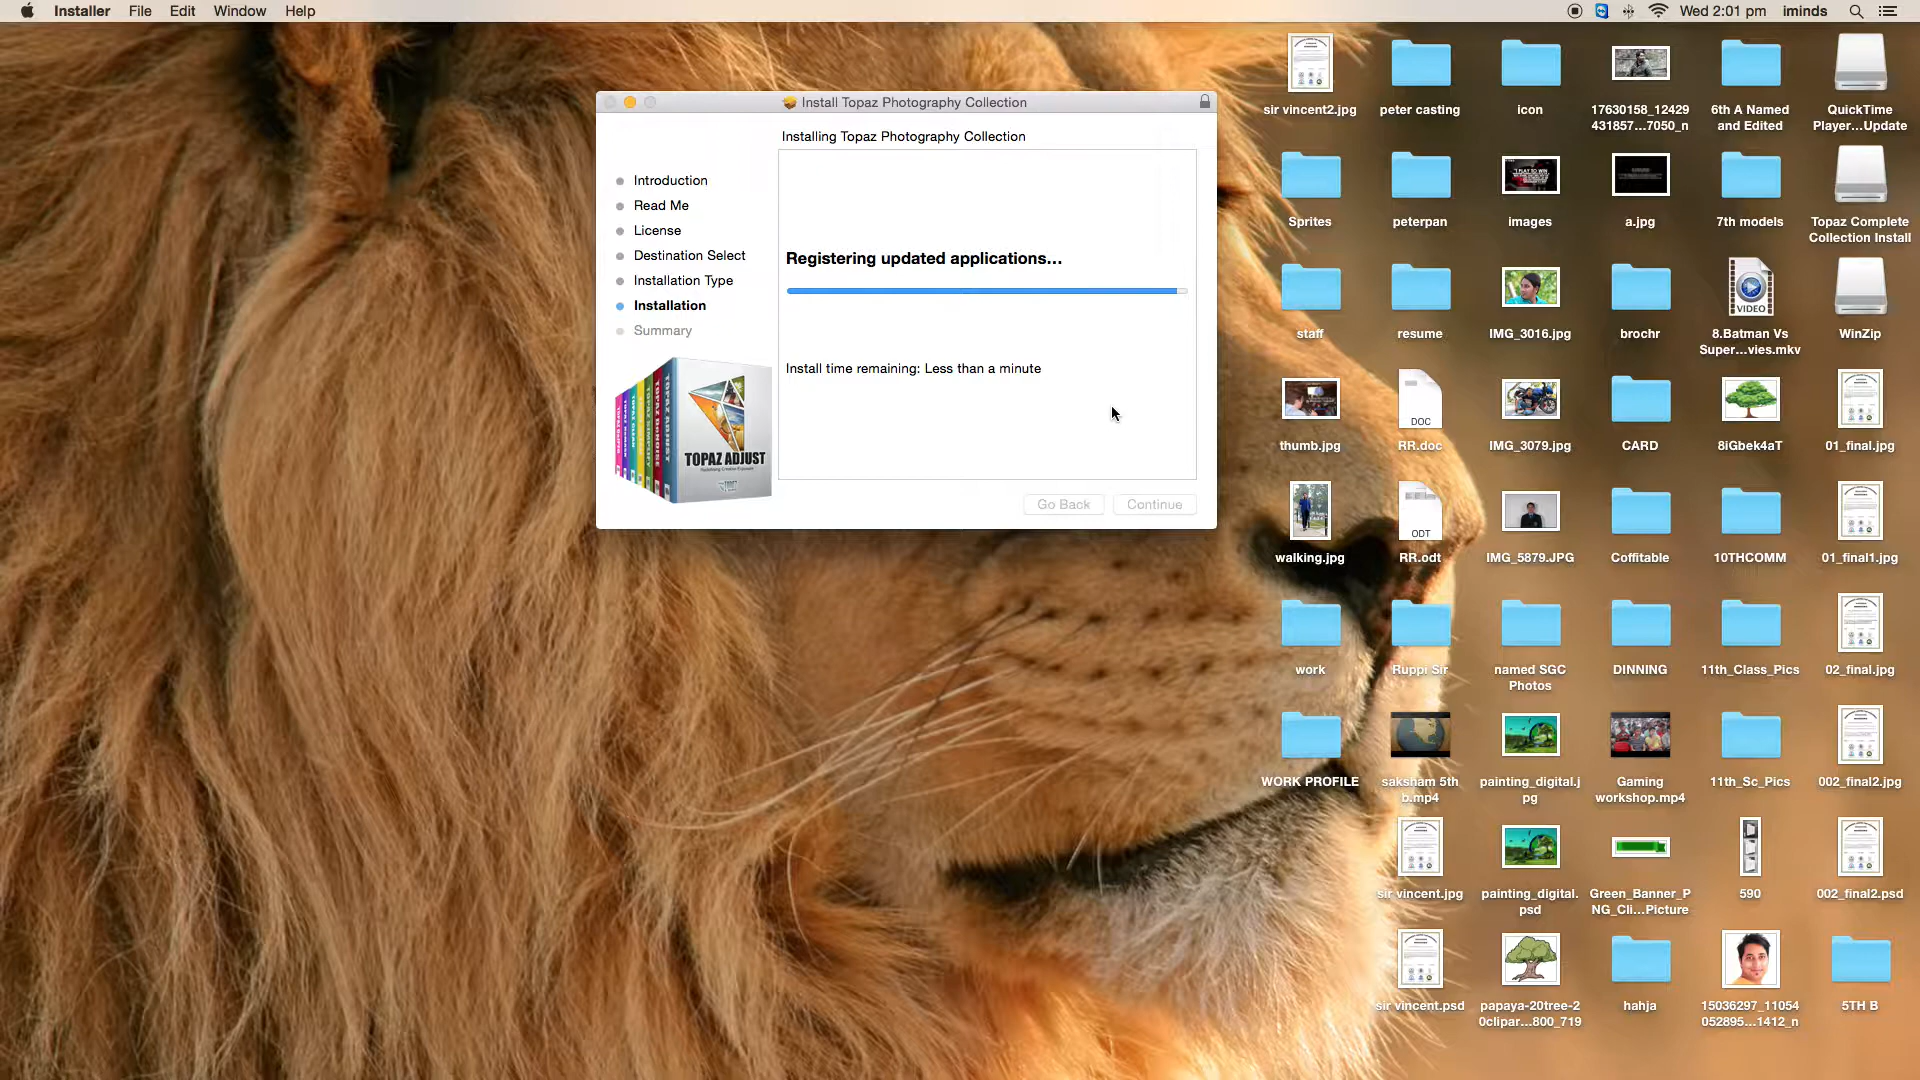 Installer File Edit Window Help
Wed 2:01 pm iminds
Install Topaz Photography Collection
Installing Topaz Photography Collection
Introduction
Read Me
License
Destination Select
Installation Type
Installation
Summary
Registering updated applications...
Install time remaining: Less than a minute
TOPAZ ADJUST
Go Back Continue
sir vincent2.jpg
peter casting
icon
17630158_12429
431857...7050_n
6th A Named
and Edited
QuickTime
Player...Update
Sprites
peterpan
images
a.jpg
7th models
Topaz Complete
Collection Install
staff
resume
IMG_3016.jpg
brochr
VIDEO
8.Batman Vs
Super...vies.mkv
WinZip
thumb.jpg
DOC
RR.doc
IMG_3079.jpg
CARD
8iGbek4aT
01_final.jpg
walking.jpg
ODT
RR.odt
IMG_5879.JPG
Coffitable
10THCOMM
01_final1.jpg
work
Ruppi Sir
named SGC
Photos
DINNING
11th_Class_Pics
02_final.jpg
WORK PROFILE
saksham 5th
b.mp4
painting_digital.j
pg
Gaming
workshop.mp4
11th_Sc_Pics
002_final2.jpg
sir vincent.jpg
painting_digital.
psd
Green_Banner_P
NG_Cli...Picture
590
002_final2.psd
sir vincent.psd
papaya-20tree-2
0clipar...800_719
hahja
15036297_11054
052895...1412_n
5TH B